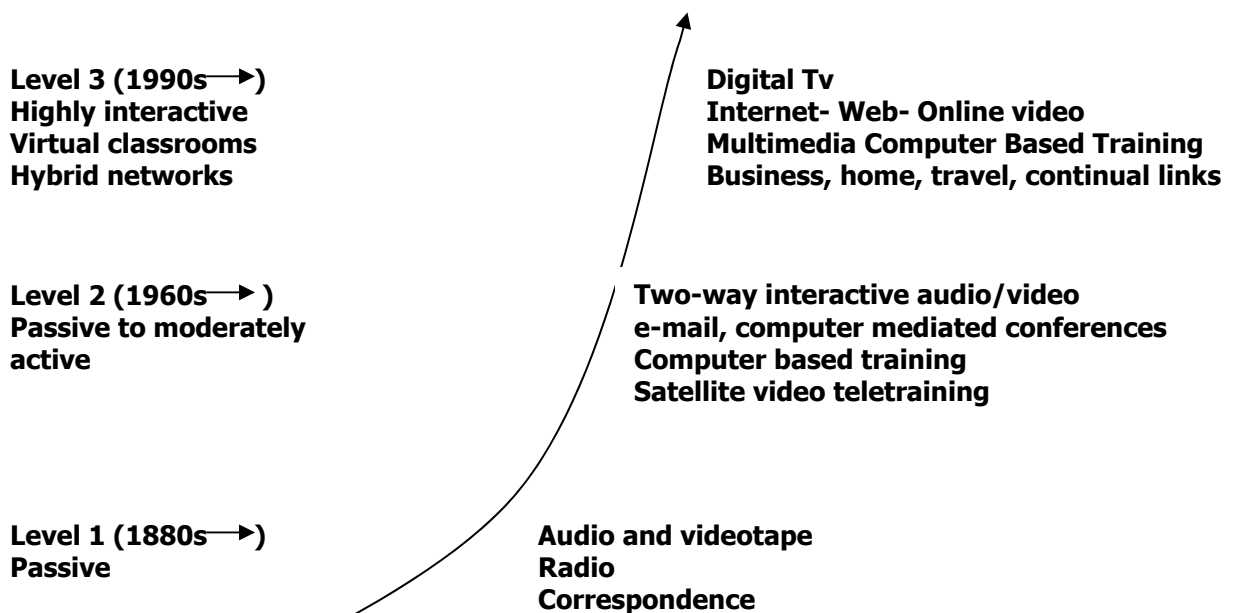 Level 3 (1990s→)
Highly interactive
Virtual classrooms
Hybrid networks
Digital Tv
Internet- Web- Online video
Multimedia Computer Based Training
Business, home, travel, continual links
Level 2 (1960s→ )
Passive to moderately
active
Two-way interactive audio/video
e-mail, computer mediated conferences
Computer based training
Satellite video teletraining
Level 1 (1880s→)
Passive
Audio and videotape
Radio
Correspondence